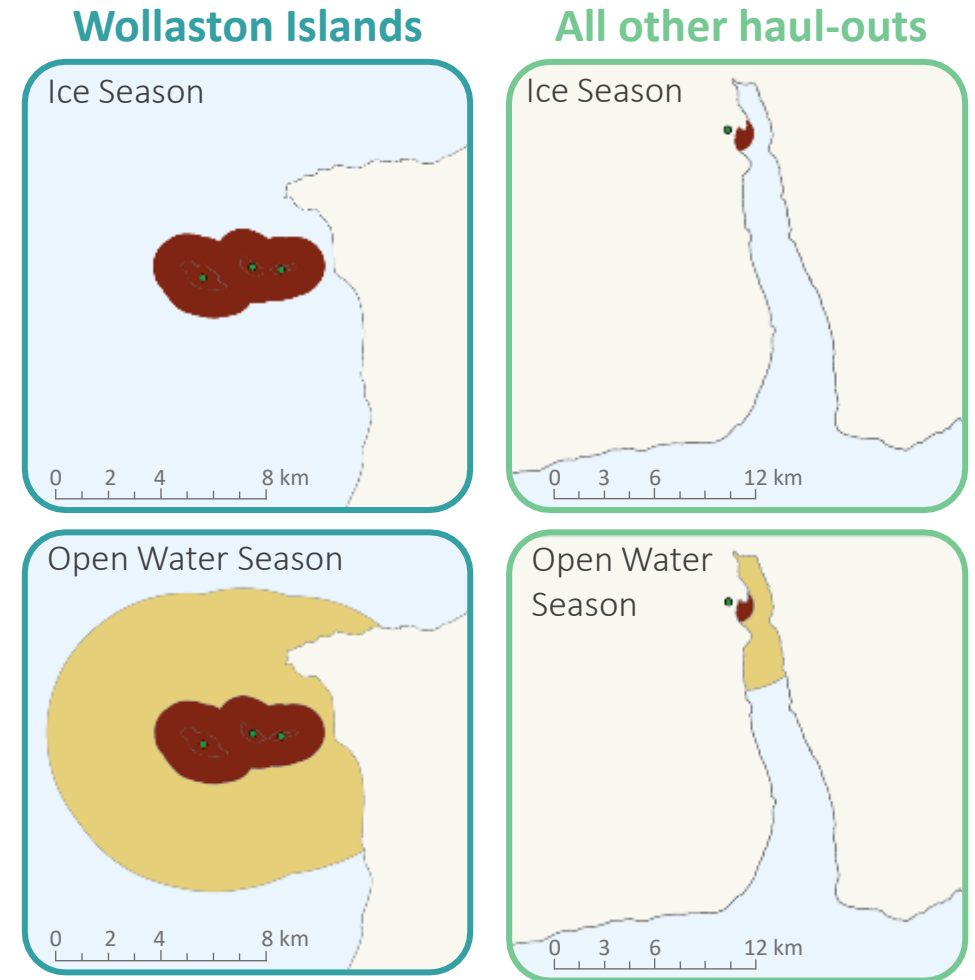 Wollaston Islands
All other haul-outs
Ice Season
0 2 4 8 km
Ice Season
0 3 6 12 km
Open Water Season
0 2 4 8 km
Open Water
Season
0 3 6 12 km